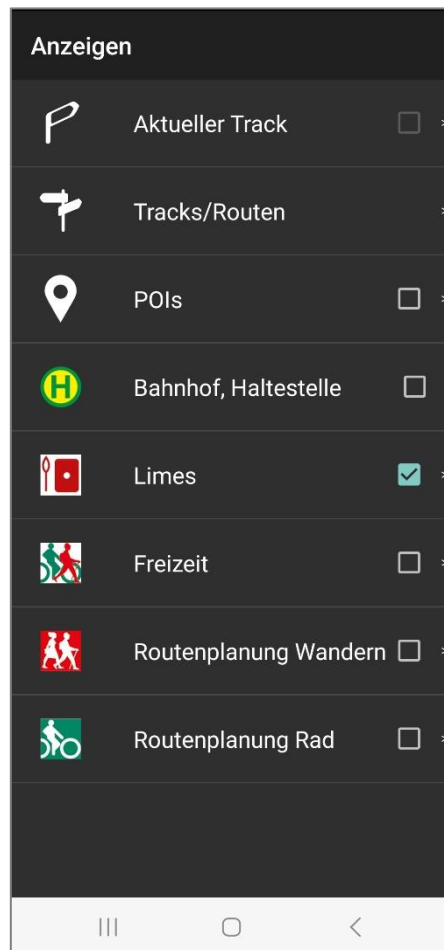 Anzeigen
Aktueller Track
Tracks/Routen
POIs
H
Bahnhof, Haltestelle
Limes
Freizeit
Routenplanung Wandern
Routenplanung Rad